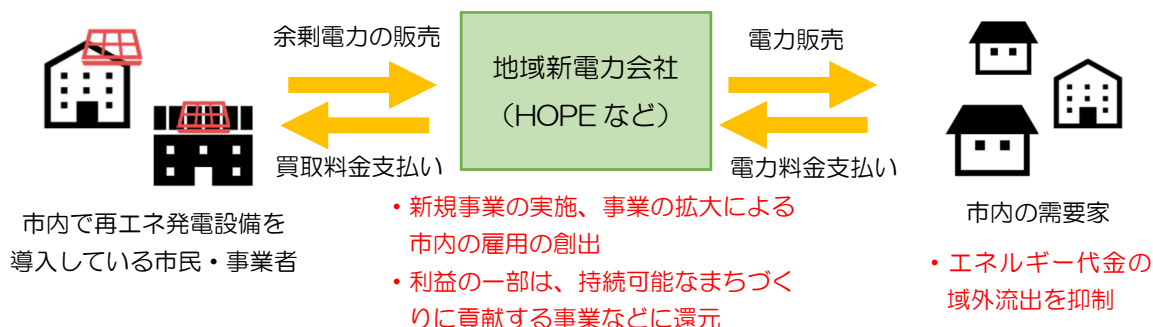 余剰電力の販売
買取料金支払い
市内で再エネ発電設備を
導入している市民・事業者
地域新電力会社
（HOPE など）
・新規事業の実施、事業の拡大による
市内の雇用の創出
・利益の一部は、持続可能なまちづく
りに貢献する事業などに還元
電力販売
電力料金支払い
市内の需要家
・エネルギー代金の
域外流出を抑制